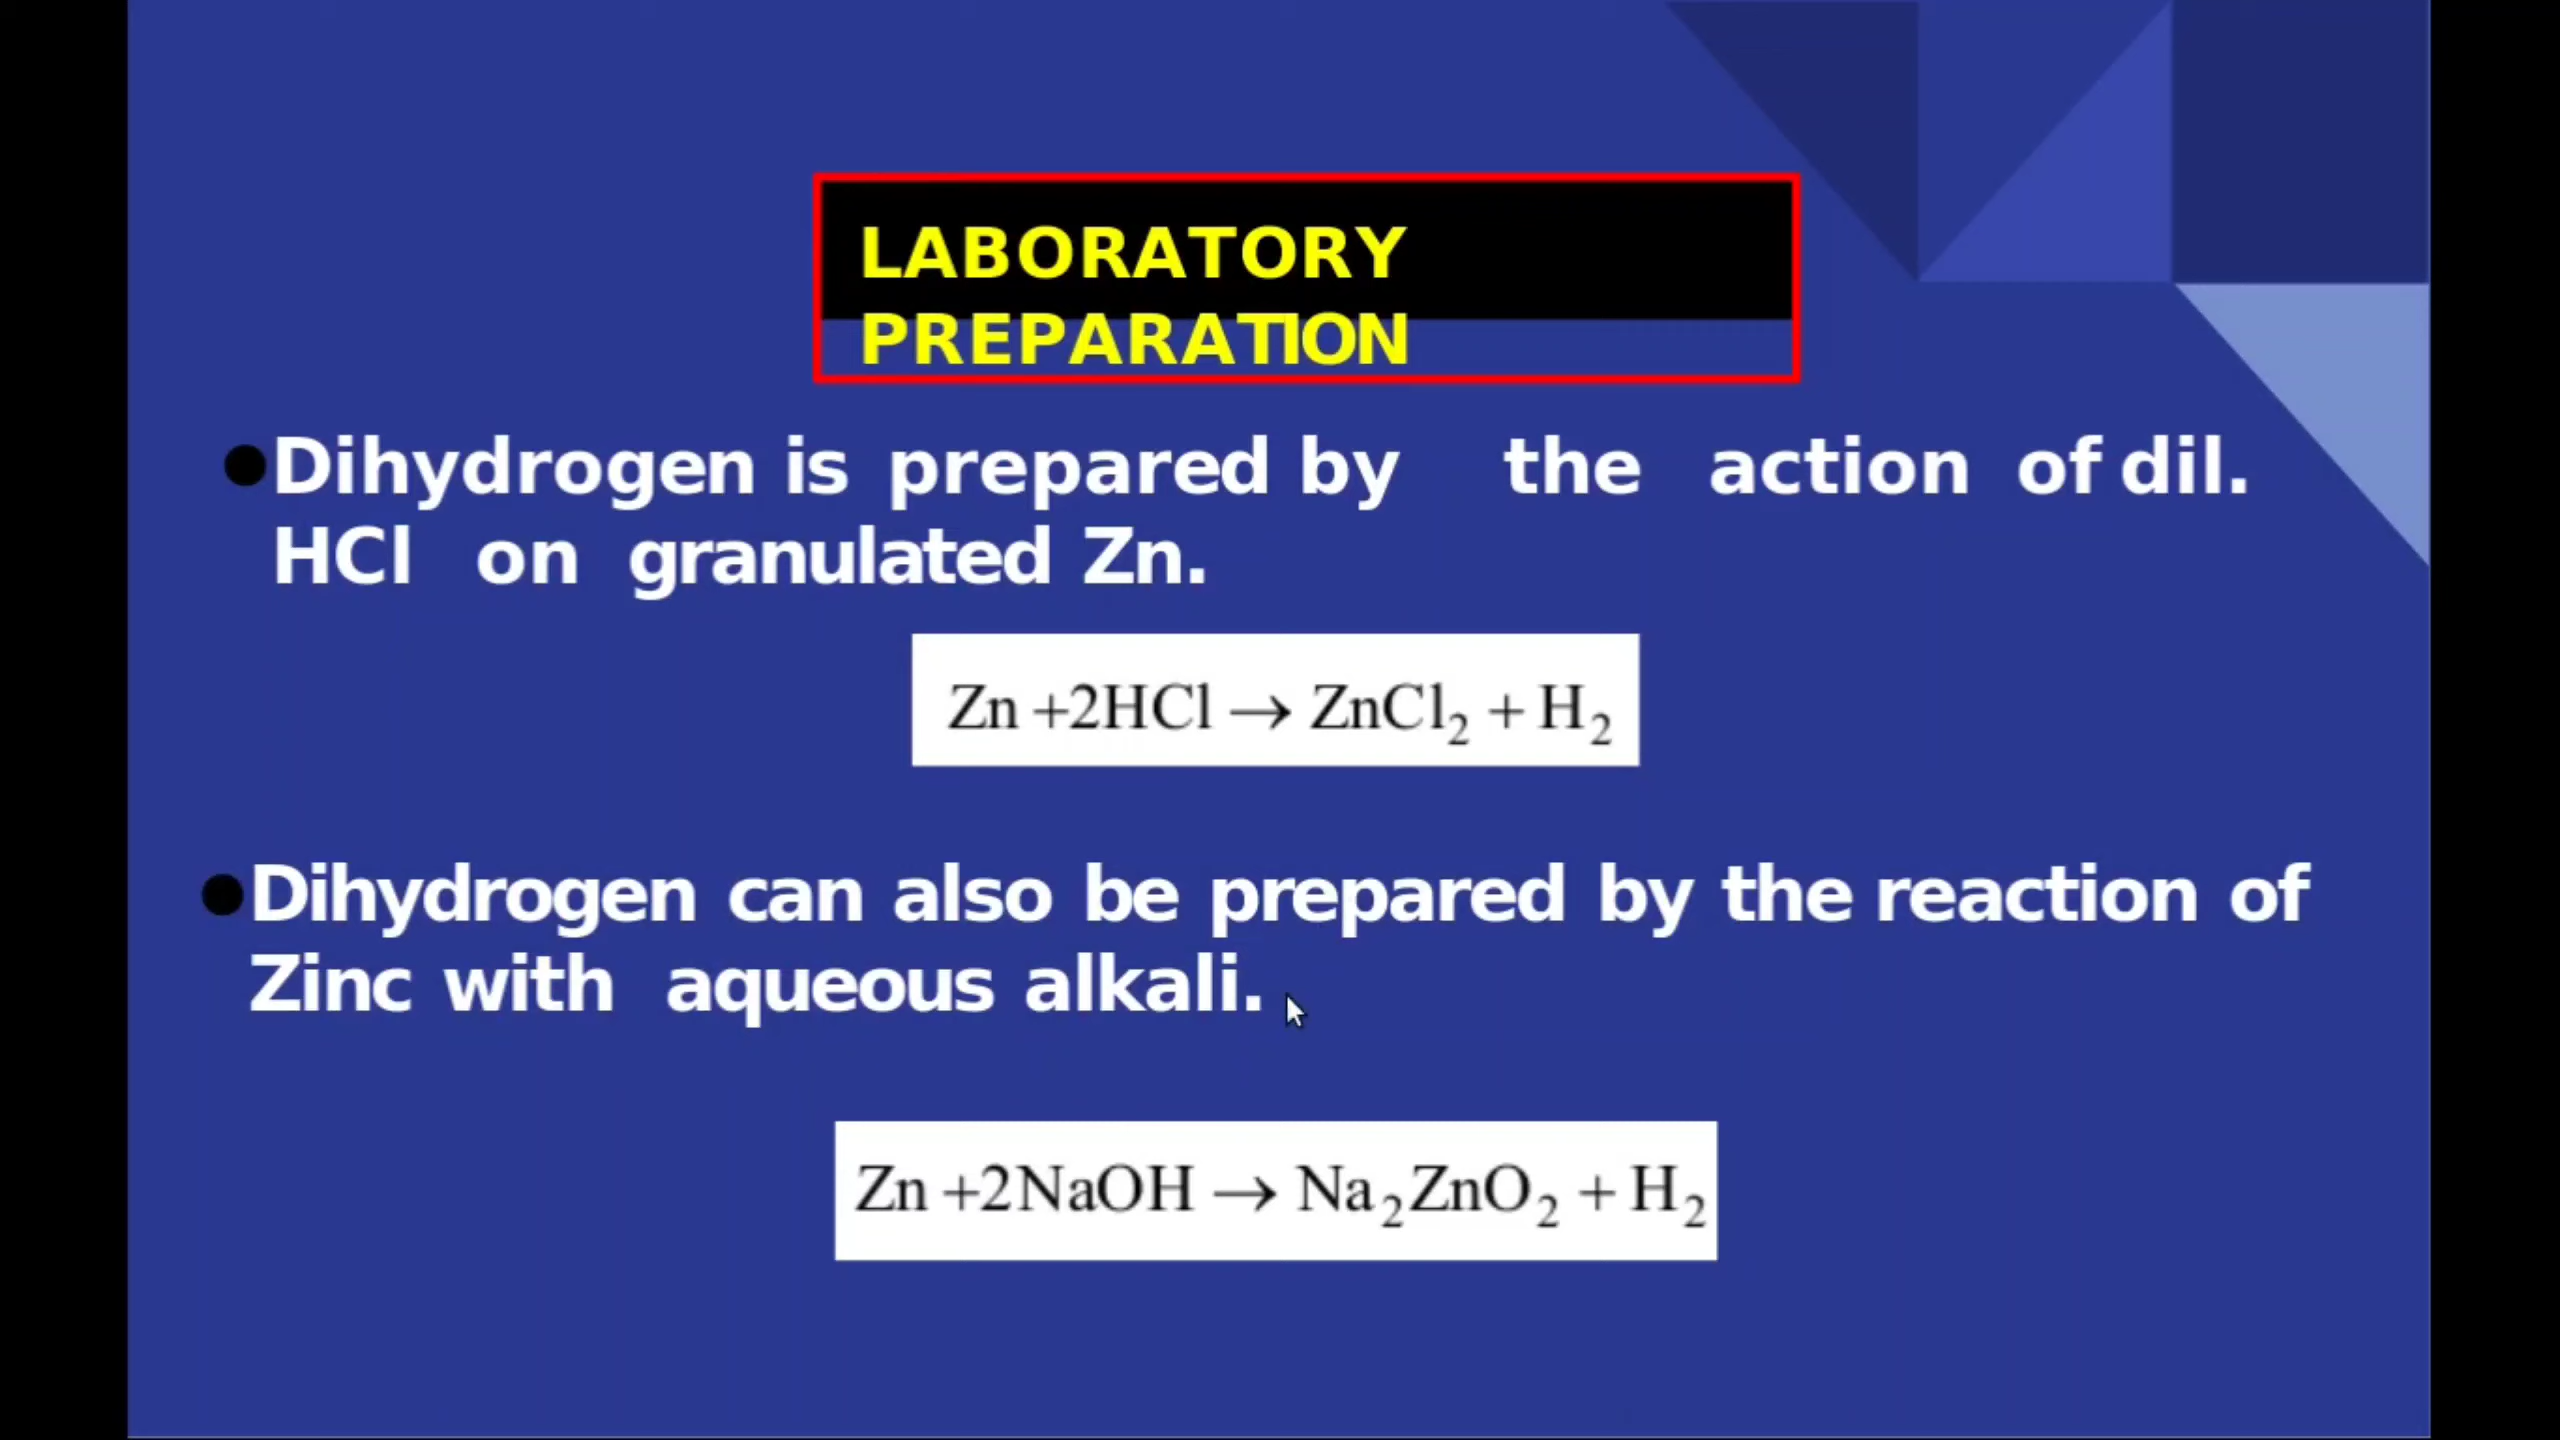 LABORATORY
PREPARATION
●Dihydrogen is prepared by the action of dil.
HCl on granulated Zn.
Zn +2HCl → ZnCl₂ + H₂
●Dihydrogen can also be prepared by the reaction of
Zinc with aqueous alkali.
Zn +2NaOH → Na₂ZnO₂ + H₂